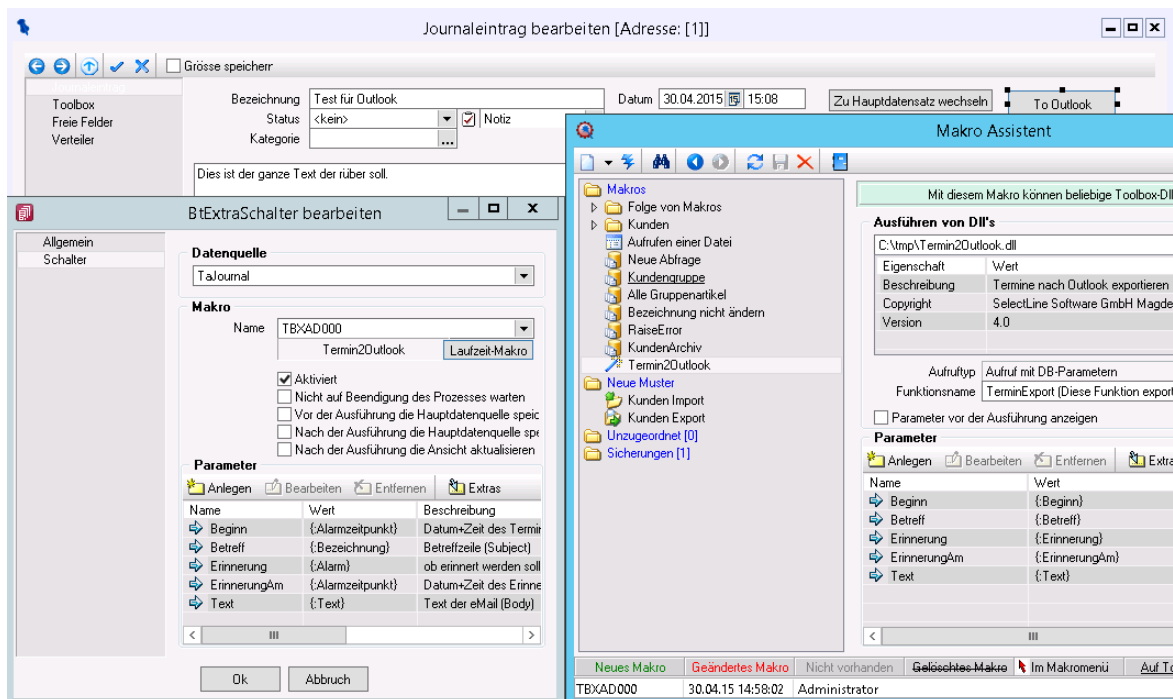 Journaleintrag bearbeiten [Adresse: [1]]
Grösse speicherr
Journaleintrag
Toolbox
Freie Felder
Verteiler
Bezeichnung Test für Outlook Datum 30.04.2015 15 15:08 Zu Hauptdatensatz wechseln To Outlook
Status <kein> Notiz
Kategorie ...
Dies ist der ganze Text der rüber soll.
BtExtraSchalter bearbeiten
Allgemein
Schalter
Datenquelle
TaJournal
Makro
Name TBXAD000
Termin2Outlook Laufzeit-Makro
Aktiviert
Nicht auf Beendigung des Prozesses warten
Vor der Ausführung die Hauptdatenquelle speic
Nach der Ausführung die Hauptdatenquelle spe
Nach der Ausführung die Ansicht aktualisieren
Parameter
Anlegen Bearbeiten Entfernen Extras
Name Wert Beschreibung
Beginn {:Alarmzeitpunkt} Datum+Zeit des Termir
Betreff {:Bezeichnung} Betreffzeile (Subject)
Erinnerung {:Alarm} ob erinnert werden soll
ErinnerungAm {:Alarmzeitpunkt} Datum+Zeit des Erinne
Text {:Text} Text der eMail (Body)
Ok Abbruch
Makro Assistent
Makros
Folge von Makros
Kunden
Aufrufen einer Datei
Neue Abfrage
Kundengruppe
Alle Gruppenartikel
Bezeichnung nicht ändern
RaiseError
KundenArchiv
Termin2Outlook
Neue Muster
Kunden Import
Kunden Export
Unzugeordnet [0]
Sicherungen [1]
Mit diesem Makro können beliebige Toolbox-Dll
Ausführen von Dll's
C:\tmp\Termin2Outlook.dll
Eigenschaft Wert
Beschreibung Termine nach Outlook exportieren
Copyright SelectLine Software GmbH Magde
Version 4.0
Aufruftyp Aufruf mit DB-Parametern
Funktionsname TerminExport (Diese Funktion export
Parameter vor der Ausführung anzeigen
Parameter
Anlegen Bearbeiten Entfernen Extra
Name Wert
Beginn {:Beginn}
Betreff {:Betreff}
Erinnerung {:Erinnerung}
ErinnerungAm {:ErinnerungAm}
Text {:Text}
Neues Makro Geändertes Makro Nicht vorhanden Gelöschtes Makro Im Makromenü Auf To
TBXAD000 30.04.15 14:58:02 Administrator